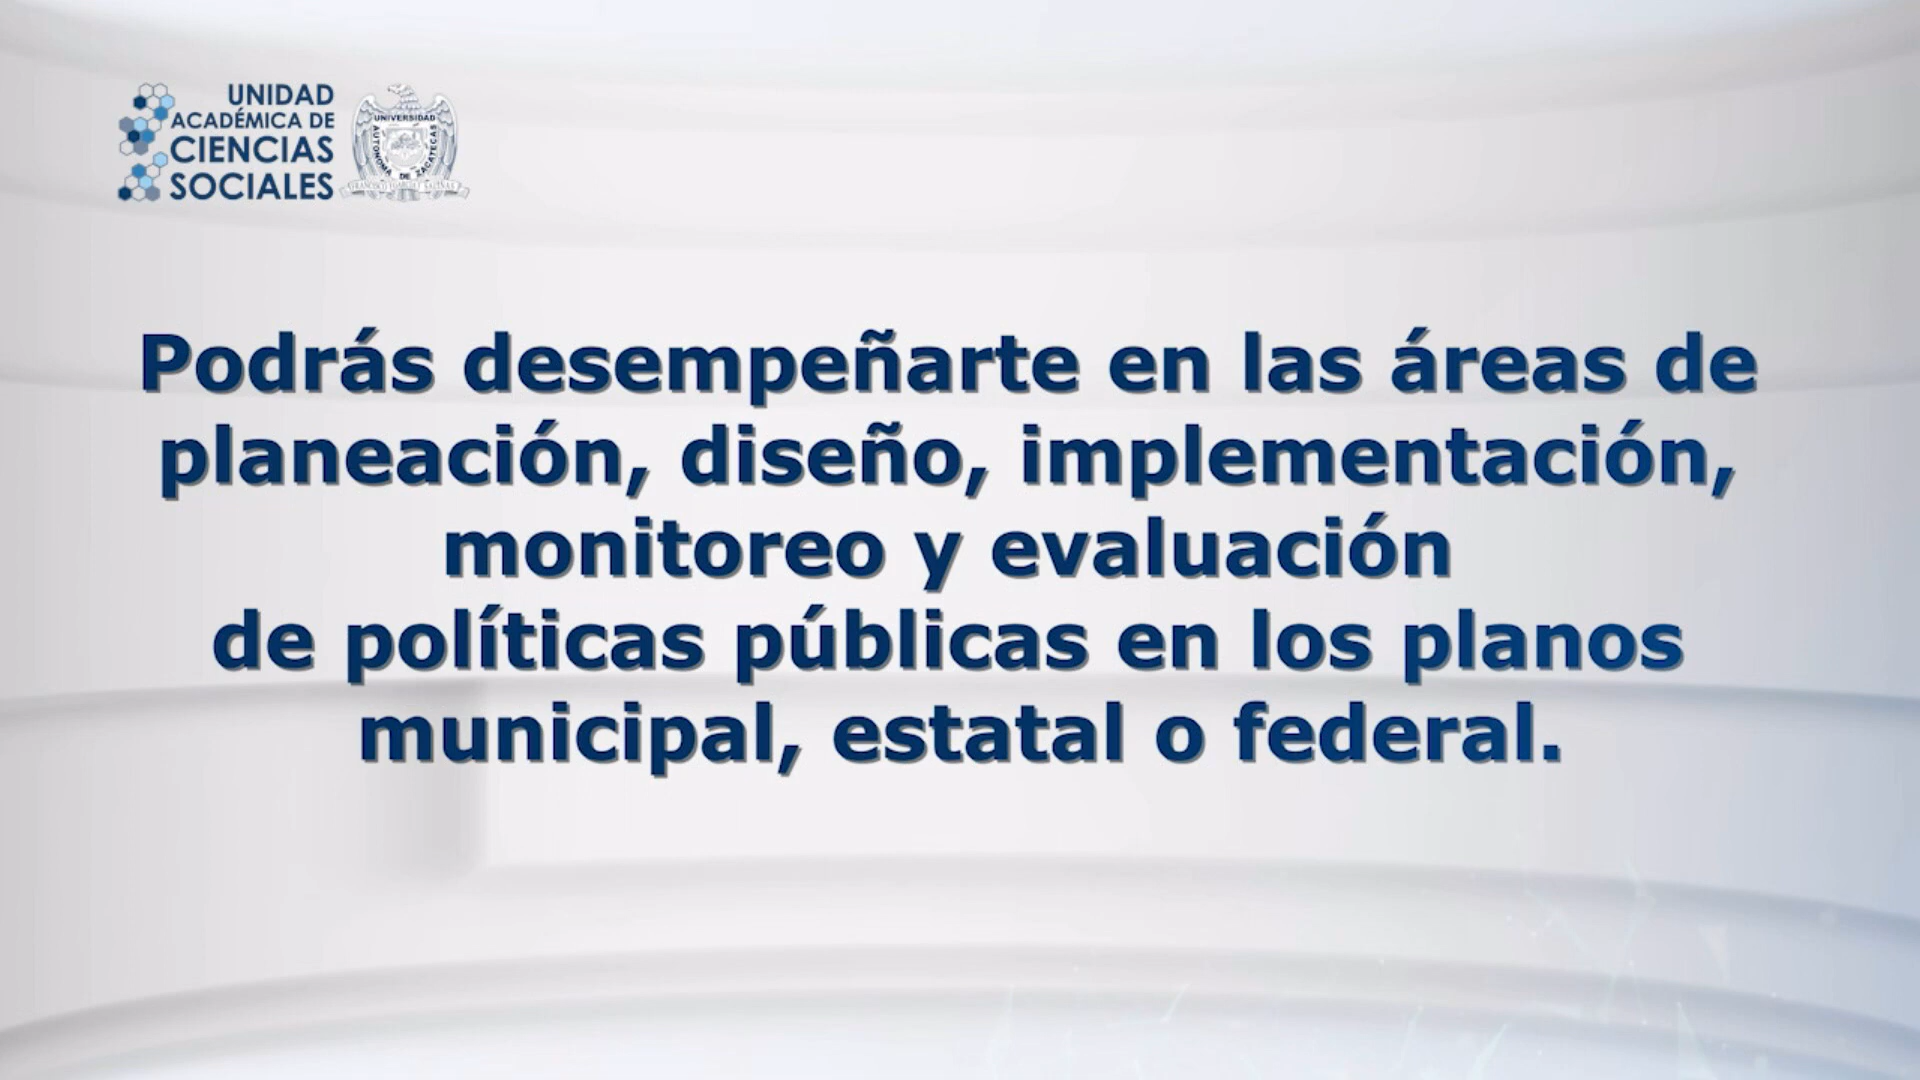 UNIDAD
ACADÉMICA DE
CIENCIAS
SOCIALES
UNIVERSIDAD
AUTÓNOMA DE ZACATECAS
Podrás desempeñarte en las áreas de
planeación, diseño, implementación,
monitoreo y evaluación
de políticas públicas en los planos
municipal, estatal o federal.